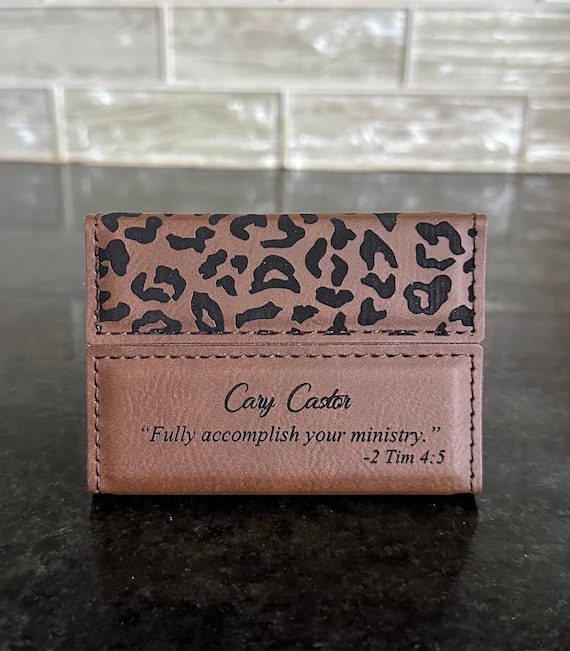 Cary Castor
“Fully accomplish your ministry.”
-2 Tim 4:5